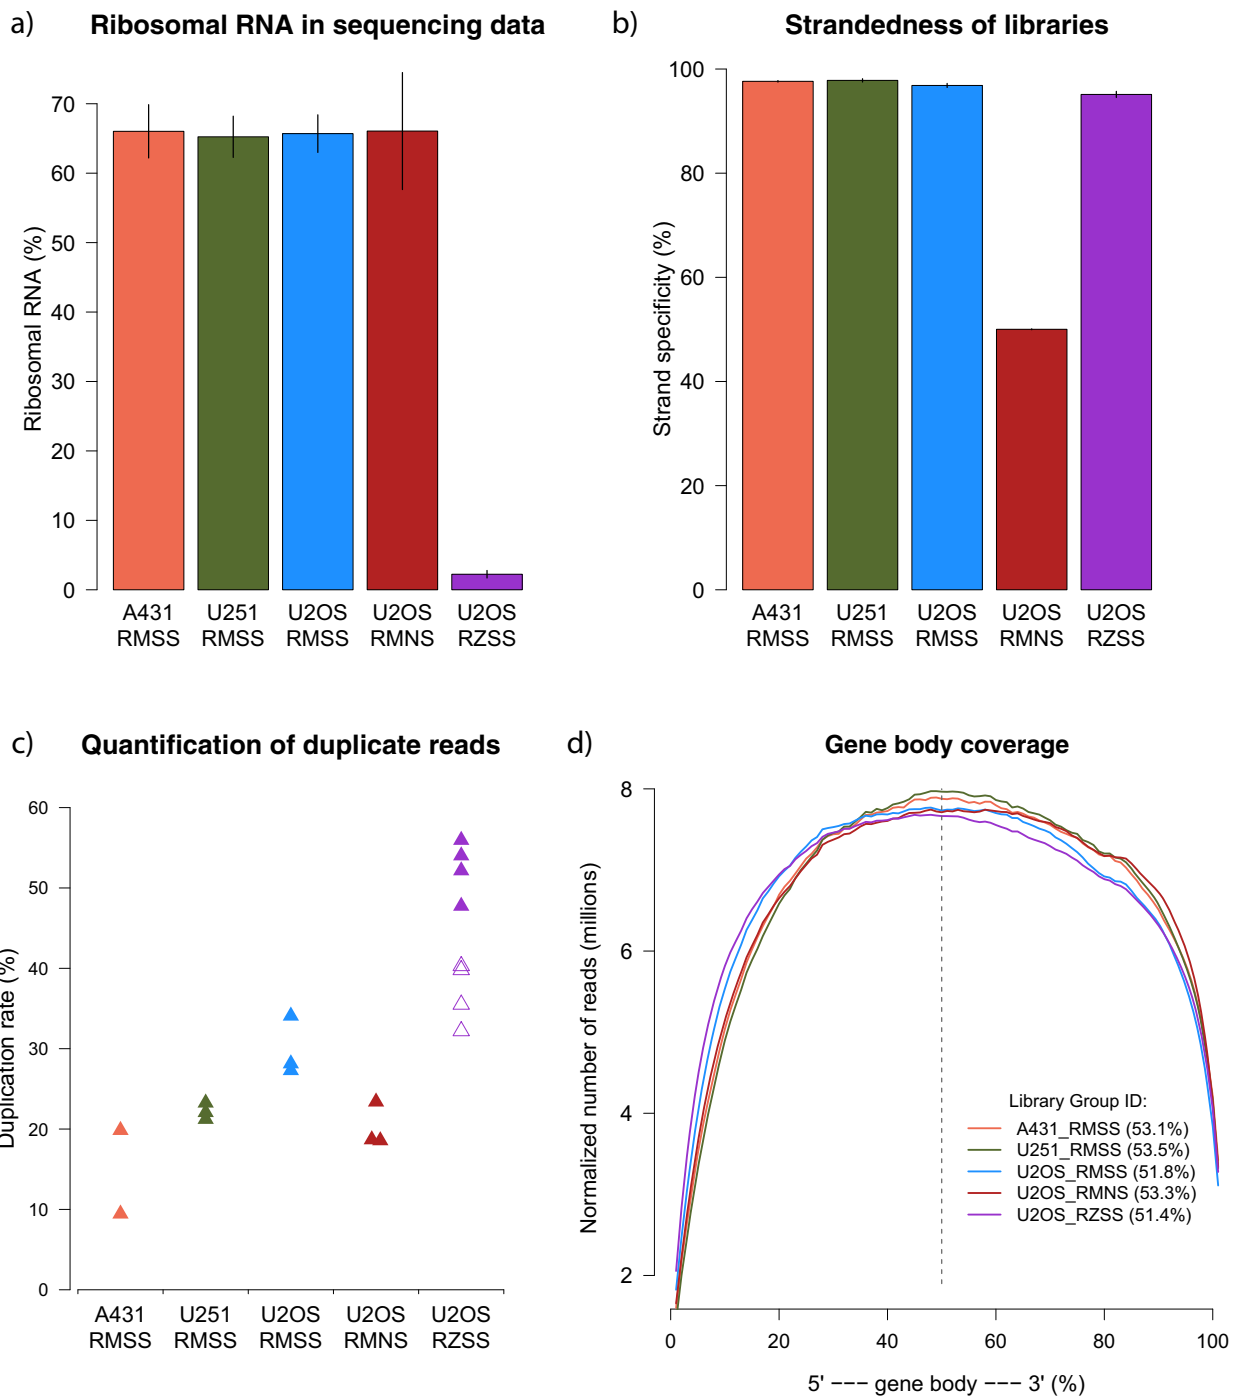 a) Ribosomal RNA in sequencing data
Ribosomal RNA (%)
70
60
50
40
30
20
10
0
A431 U251 U2OS U2OS U2OS
RMSS RMSS RMSS RMNS RZSS
b) Strandedness of libraries
Strand specificity (%)
100
80
60
40
20
0
A431 U251 U2OS U2OS U2OS
RMSS RMSS RMSS RMNS RZSS
c) Quantification of duplicate reads
Duplication rate (%)
60
50
40
30
20
10
0
A431 U251 U2OS U2OS U2OS
RMSS RMSS RMSS RMNS RZSS
d) Gene body coverage
Normalized number of reads (millions)
8
6
4
2
Library Group ID:
A431_RMSS (53.1%)
U251_RMSS (53.5%)
U2OS_RMSS (51.8%)
U2OS_RMNS (53.3%)
U2OS_RZSS (51.4%)
0 20 40 60 80 100
5' --- gene body --- 3' (%)